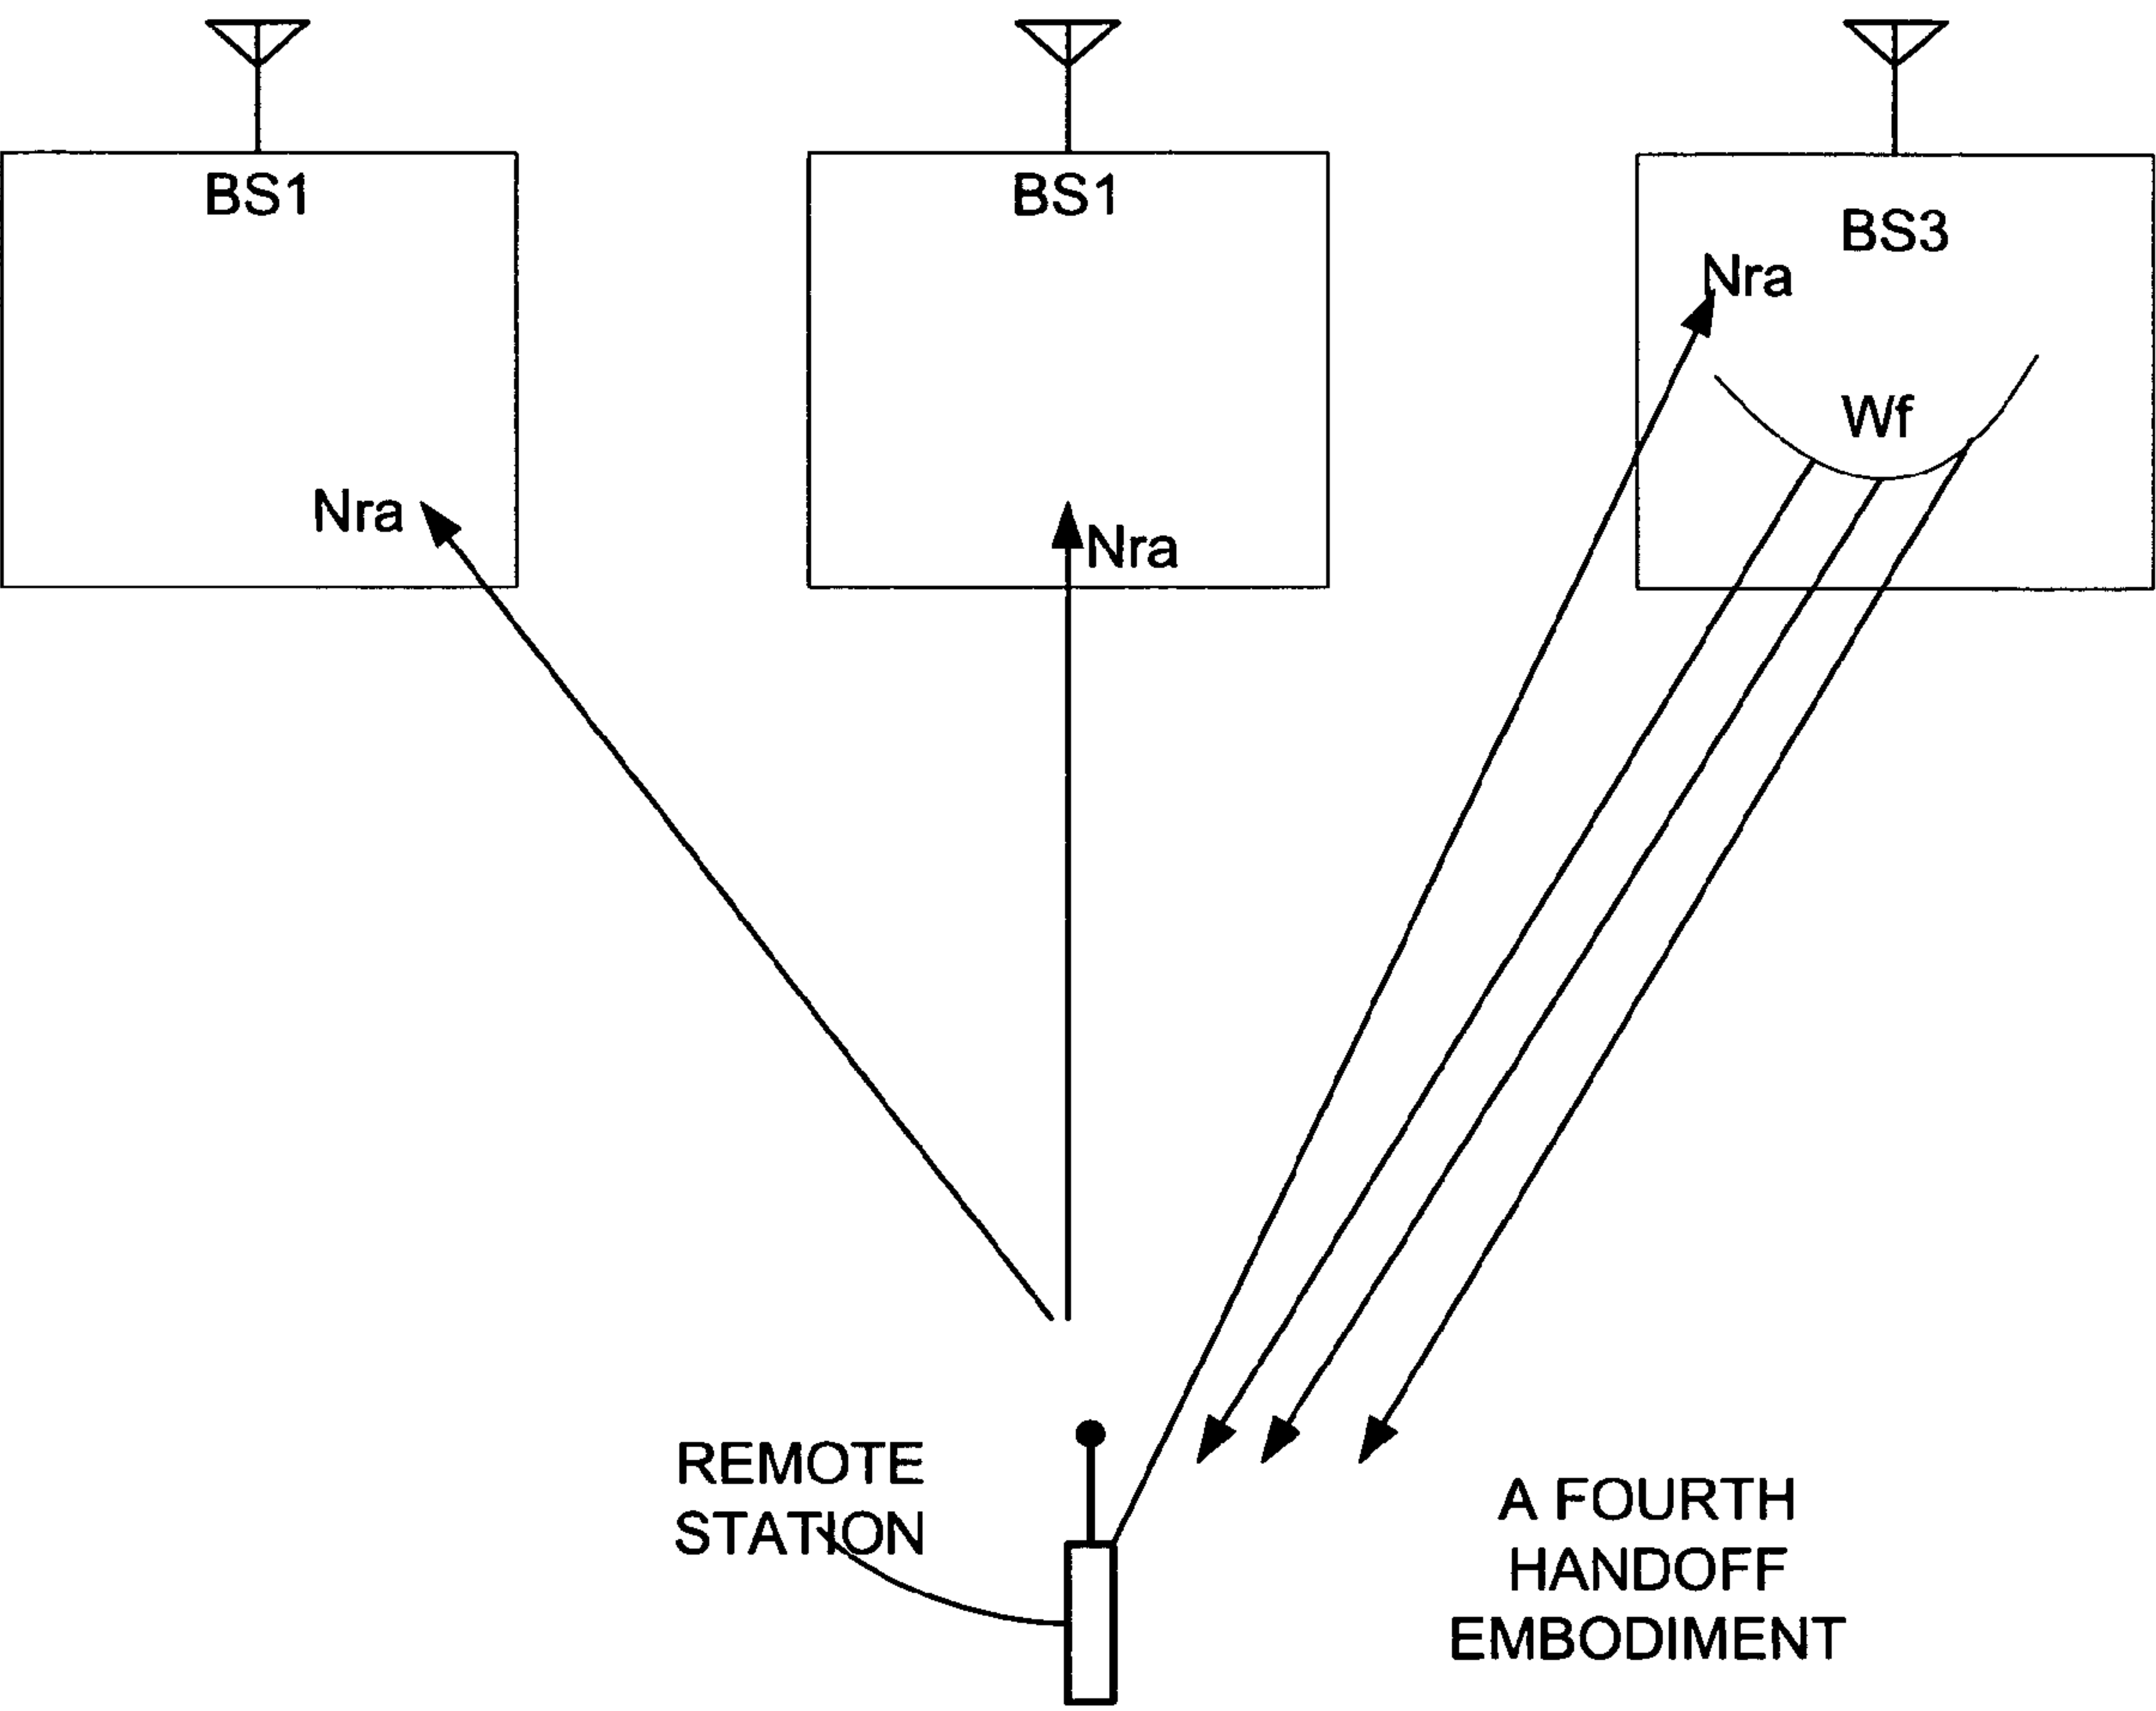 BS1
BS1
BS3
Nra
Wf
Nra
Nra
REMOTE
STATION
A FOURTH
HANDOFF
EMBODIMENT